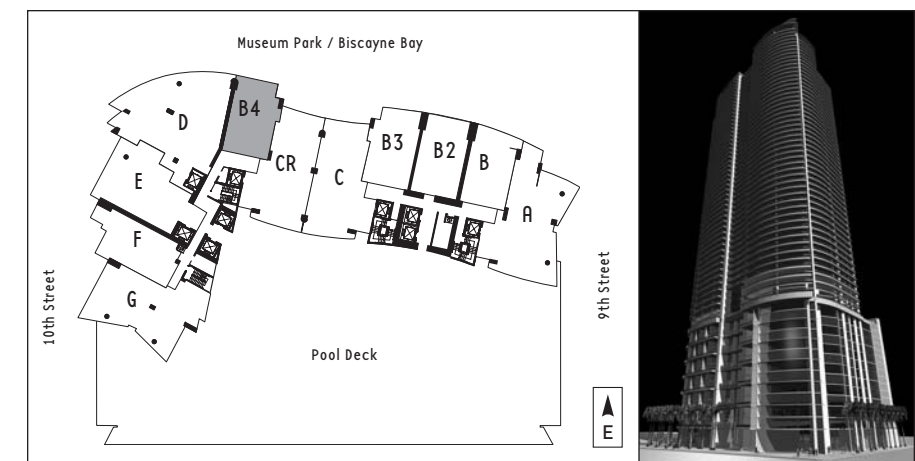 Museum Park / Biscayne Bay
B4
D
B3
B2
B
CR
C
E
A
F
G
10th Street
9th Street
Pool Deck
E